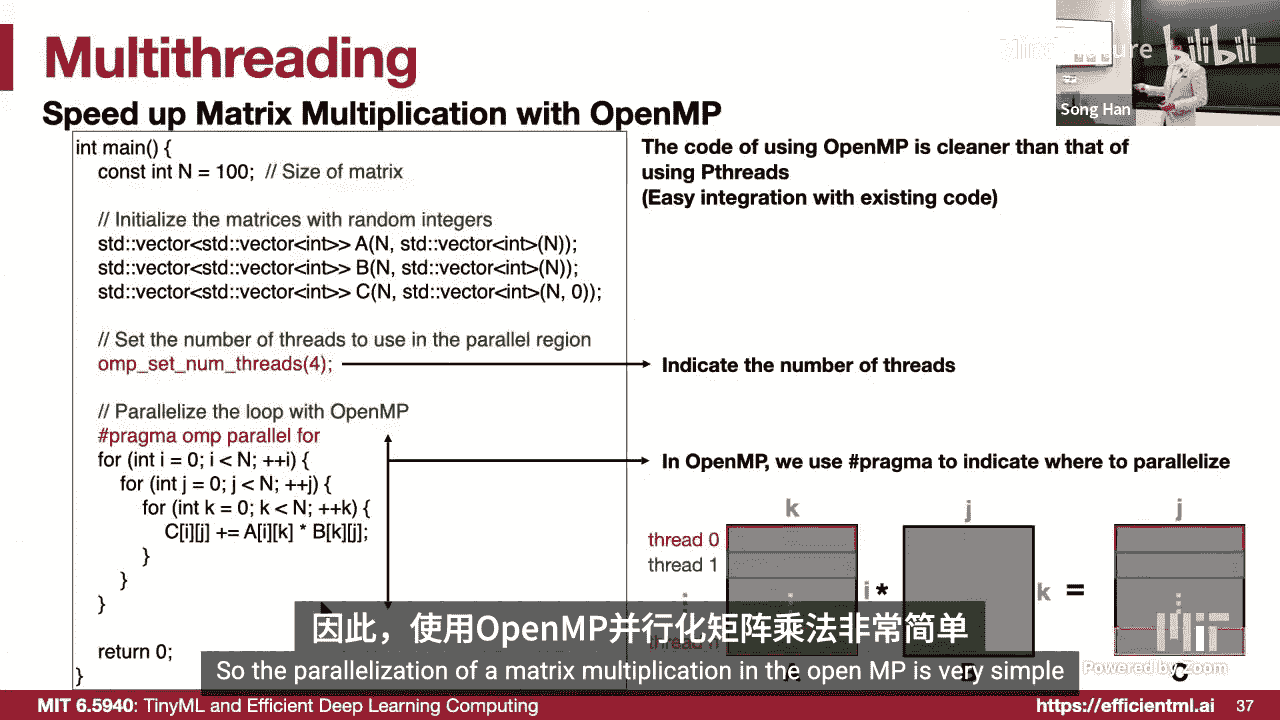 Multithreading
Speed up Matrix Multiplication with OpenMP
int main() {
const int N = 100; // Size of matrix
// Initialize the matrices with random integers
std::vector<std::vector<int>> A(N, std::vector<int>(N));
std::vector<std::vector<int>> B(N, std::vector<int>(N));
std::vector<std::vector<int>> C(N, std::vector<int>(N, 0));
// Set the number of threads to use in the parallel region
omp_set_num_threads(4);
// Parallelize the loop with OpenMP
#pragma omp parallel for
for (int i = 0; i < N; ++i) {
for (int j = 0; j < N; ++j) {
for (int k = 0; k < N; ++k) {
C[i][j] += A[i][k] * B[k][j];
}
}
}
return 0;
}
The code of using OpenMP is cleaner than that of
using Pthreads
(Easy integration with existing code)
Indicate the number of threads
In OpenMP, we use #pragma to indicate where to parallelize
k
j
j
thread 0
thread 1
i
*
k
=
C
bilibili
Song Han
MIT
Powered by Zoom
因此，使用OpenMP并行化矩阵乘法非常简单
So the parallelization of a matrix multiplication in the open MP is very simple
MIT 6.5940: TinyML and Efficient Deep Learning Computing
https://efficientml.ai
37